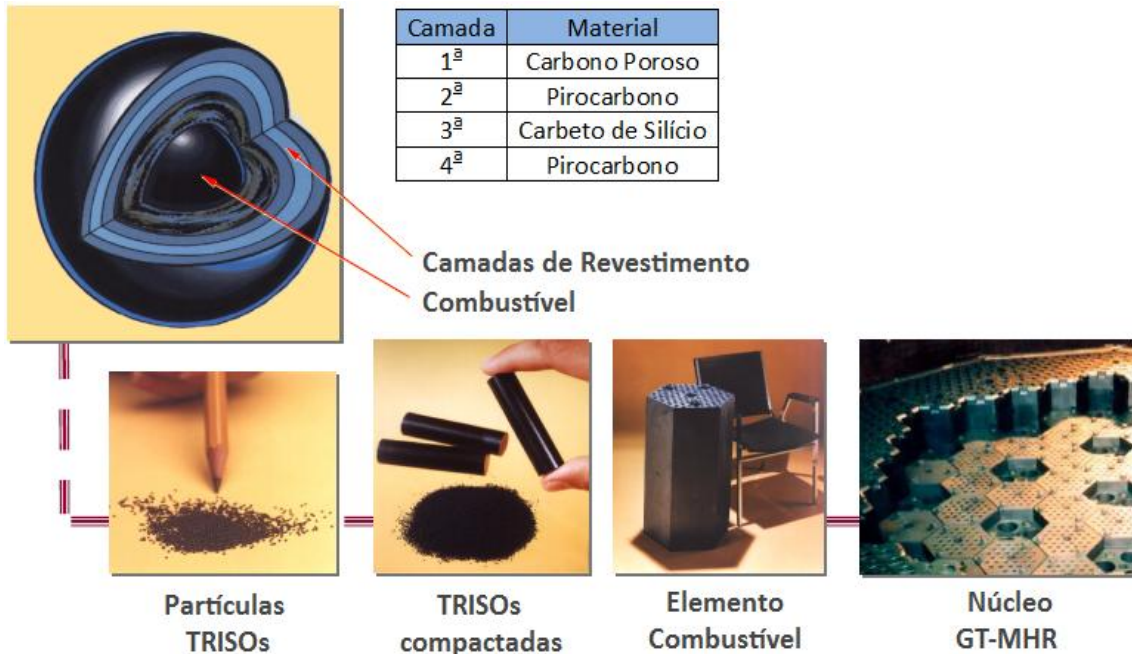 Camada Material
1ª Carbono Poroso
2ª Pirocarbono
3ª Carbeto de Silício
4ª Pirocarbono
Camadas de Revestimento
Combustível
Partículas
TRISOs
TRISOs
compactadas
Elemento
Combustível
Núcleo
GT-MHR